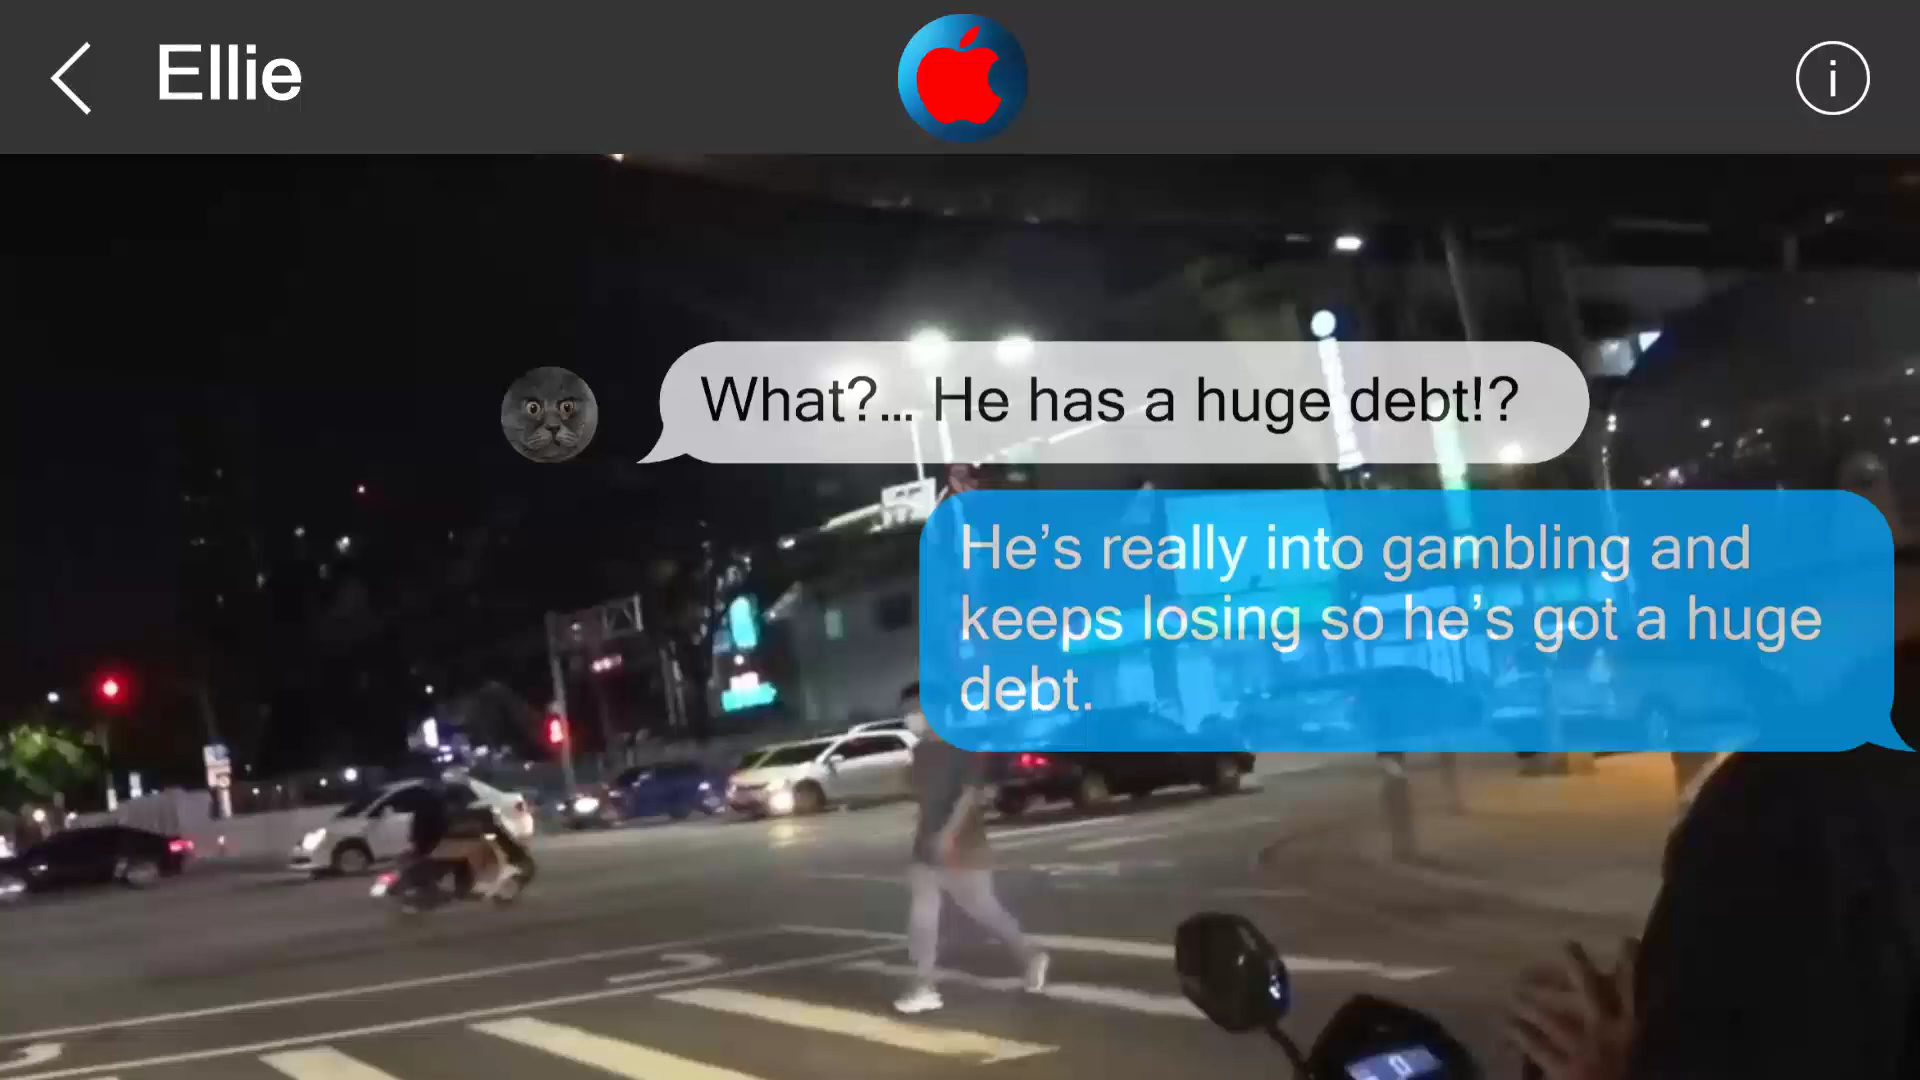 Ellie
What?... He has a huge debt!?
He’s really into gambling and
keeps losing so he’s got a huge
debt.